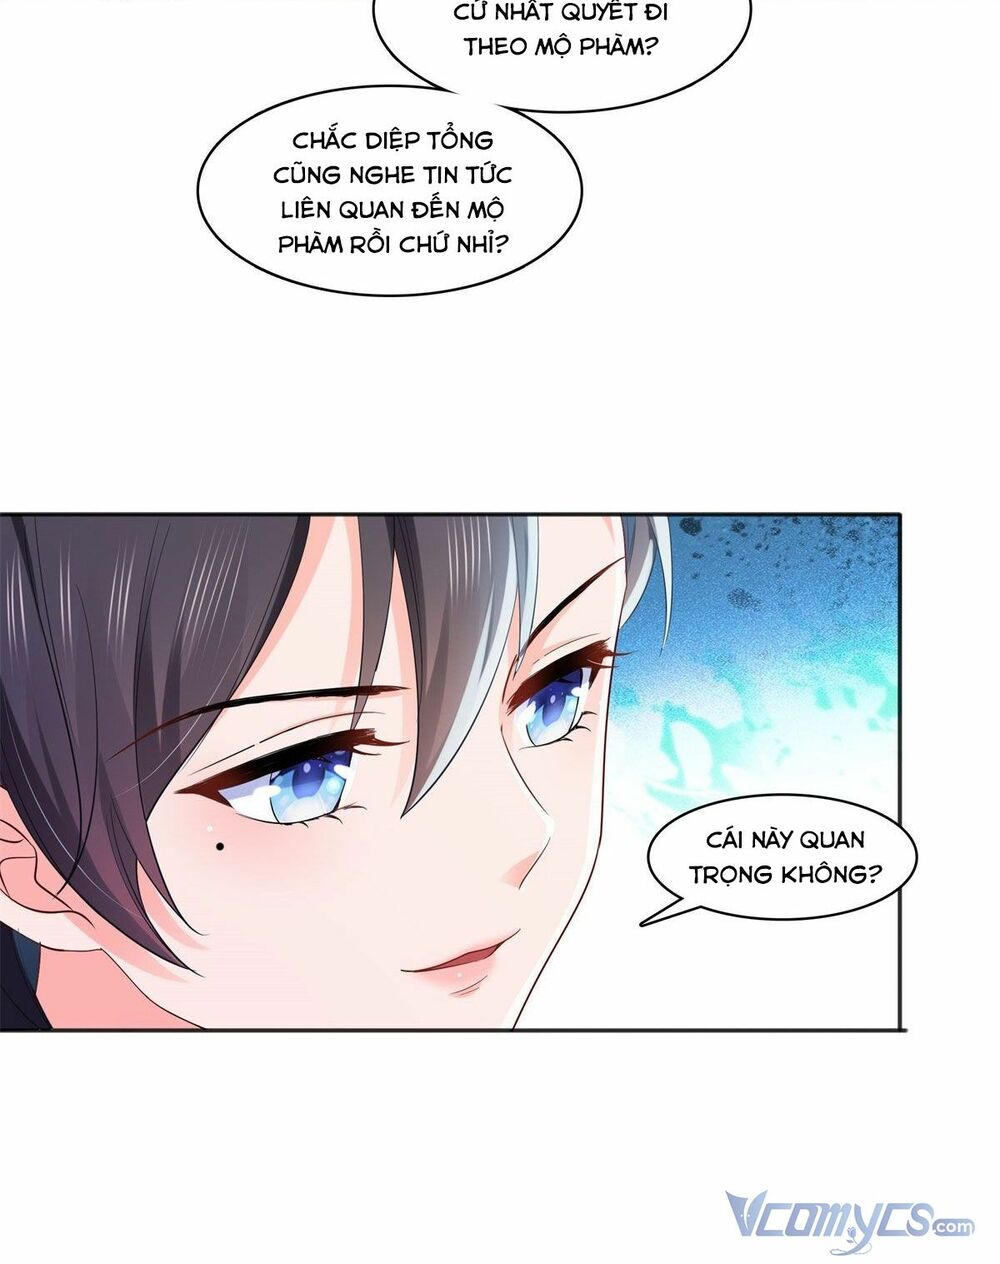 CỨ NHẤT QUYẾT ĐI
THEO MỘ PHÀM?
CHẮC DIỆP TỔNG
CŨNG NGHE TIN TỨC
LIÊN QUAN ĐẾN MỘ
PHÀM RỒI CHỨ NHỈ?
CÁI NÀY QUAN
TRỌNG KHÔNG?
VCOMYCS.com